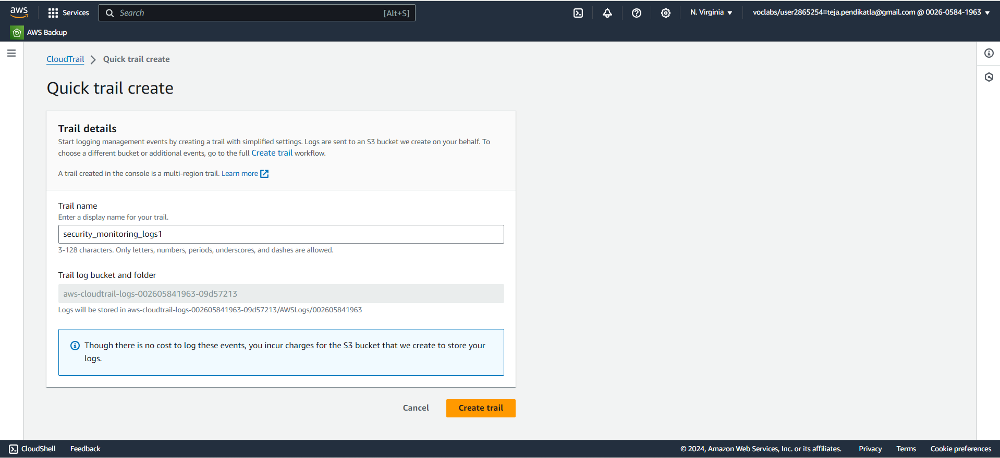 aws
Services
Search
[Alt+S]
N. Virginia
voclabs/user2865254=teja.pendikatla@gmail.com @ 0026-0584-1963
AWS Backup
CloudTrail
Quick trail create
Quick trail create
Trail details
Start logging management events by creating a trail with simplified settings. Logs are sent to an S3 bucket we create on your behalf. To
choose a different bucket or additional events, go to the full Create trail workflow.
A trail created in the console is a multi-region trail. Learn more
Trail name
Enter a display name for your trail.
security_monitoring_logs1
3-128 characters. Only letters, numbers, periods, underscores, and dashes are allowed.
Trail log bucket and folder
aws-cloudtrail-logs-002605841963-09d57213
Logs will be stored in aws-cloudtrail-logs-002605841963-09d57213/AWSLogs/002605841963
Though there is no cost to log these events, you incur charges for the S3 bucket that we create to store your
logs.
Cancel
Create trail
CloudShell
Feedback
© 2024, Amazon Web Services, Inc. or its affiliates.
Privacy
Terms
Cookie preferences